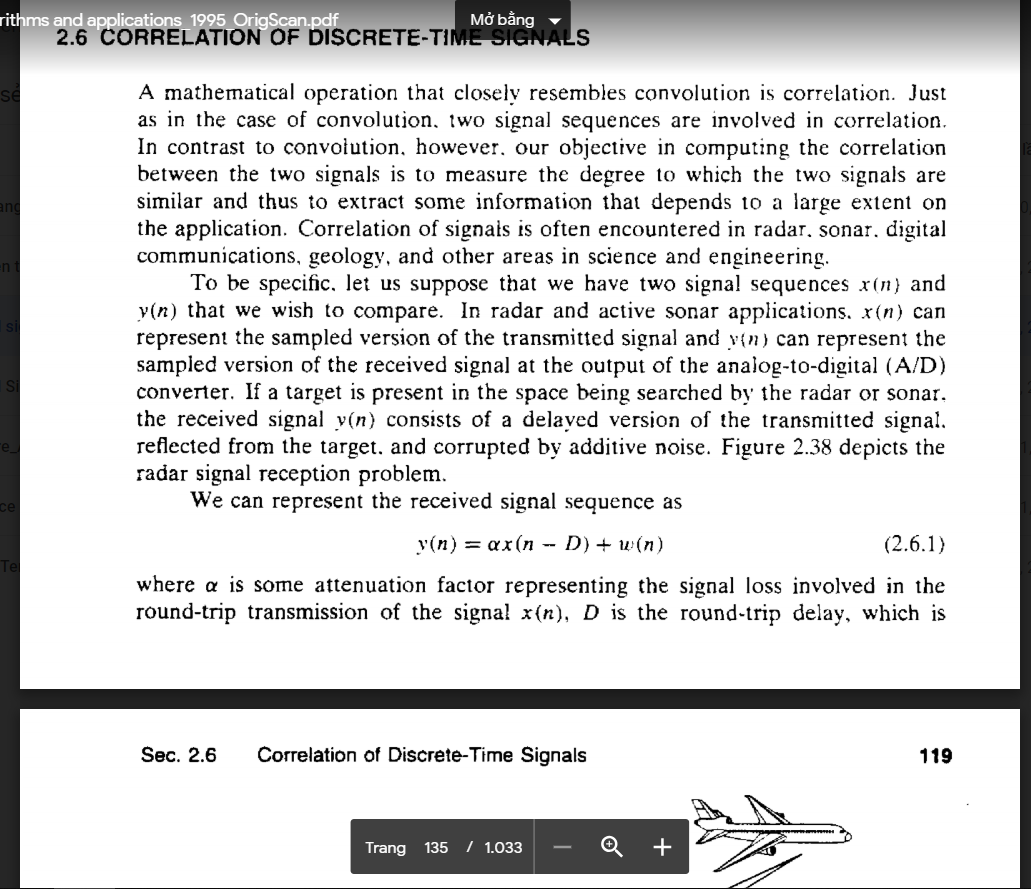 rithms and applications_1995_OrigScan.pdf
Mở bằng
2.6 CORRELATION OF DISCRETE-TIME SIGNALS
A mathematical operation that closely resembles convolution is correlation. Just
as in the case of convolution, two signal sequences are involved in correlation.
In contrast to convolution, however, our objective in computing the correlation
between the two signals is to measure the degree to which the two signals are
similar and thus to extract some information that depends to a large extent on
the application. Correlation of signals is often encountered in radar, sonar, digital
communications, geology, and other areas in science and engineering.
To be specific, let us suppose that we have two signal sequences x(n) and
y(n) that we wish to compare. In radar and active sonar applications, x(n) can
represent the sampled version of the transmitted signal and y(n) can represent the
sampled version of the received signal at the output of the analog-to-digital (A/D)
converter. If a target is present in the space being searched by the radar or sonar,
the received signal y(n) consists of a delayed version of the transmitted signal,
reflected from the target, and corrupted by additive noise. Figure 2.38 depicts the
radar signal reception problem.
We can represent the received signal sequence as
y(n) = αx(n − D) + w(n) (2.6.1)
where α is some attenuation factor representing the signal loss involved in the
round-trip transmission of the signal x(n), D is the round-trip delay, which is
Sec. 2.6 Correlation of Discrete-Time Signals 119
Trang 135 / 1.033